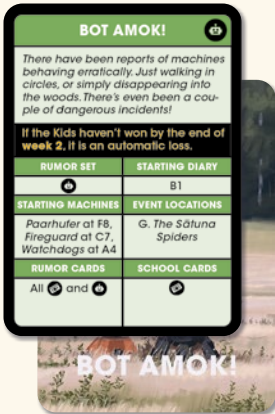 BOT AMOK!
There have been reports of machines
behaving erratically. Just walking in
circles, or simply disappearing into
the woods. There's even been a cou-
ple of dangerous incidents!
If the Kids haven't won by the end of
week 2, it is an automatic loss.
RUMOR SET STARTING DIARY
B1
STARTING MACHINES EVENT LOCATIONS
Paarhufer at F8, G. The Sätuna
Fireguard at C7, Spiders
Watchdogs at A4
RUMOR CARDS SCHOOL CARDS
All and
BOT AMOK!